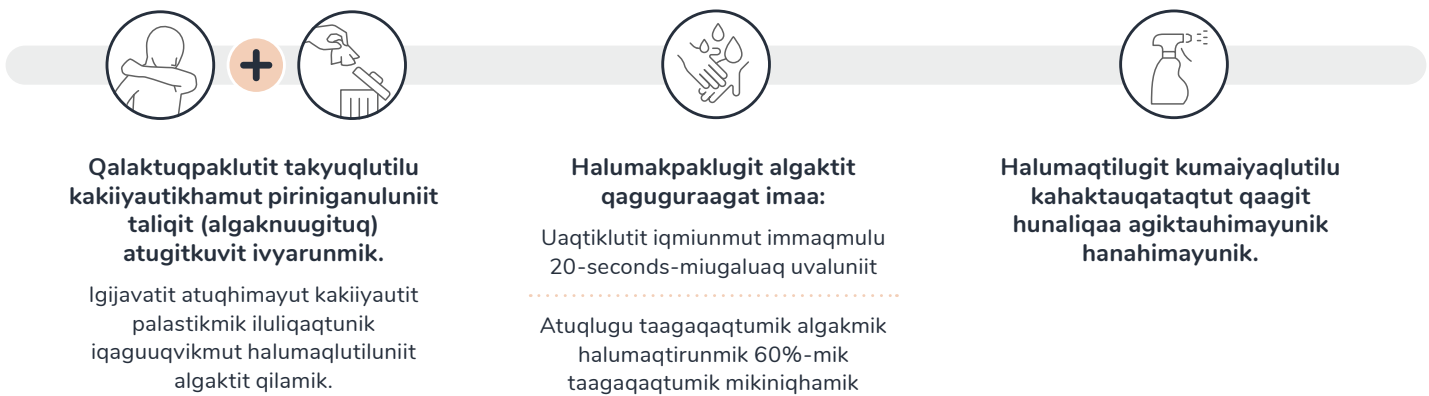 Qalaktuqpaklutit takyuqlutilu
kakiiyautikhamut piriniganuluniit
taliqit (algaknuugituq)
atugitkuvit ivyarunmik.
Igijavatit atuqhimayut kakiiyautit
palastikmik iluliqaqtunik
iqaguuqvikmut halumaqlutiluniit
algaktit qilamik.
Halumakpaklugit algaktit
qaguguraagat imaa:
Uaqtiklutit iqmiunmut immaqmulu
20-seconds-miugaluaq uvaluniit
Atuqlugu taagaqaqtumik algakmik
halumaqtirunmik 60%-mik
taagaqaqtumik mikiniqhamik
Halumaqtilugit kumaiyaqlutilu
kahaktauqataqtut qaagit
hunaliqaa agiktauhimayunik
hanahimayunik.